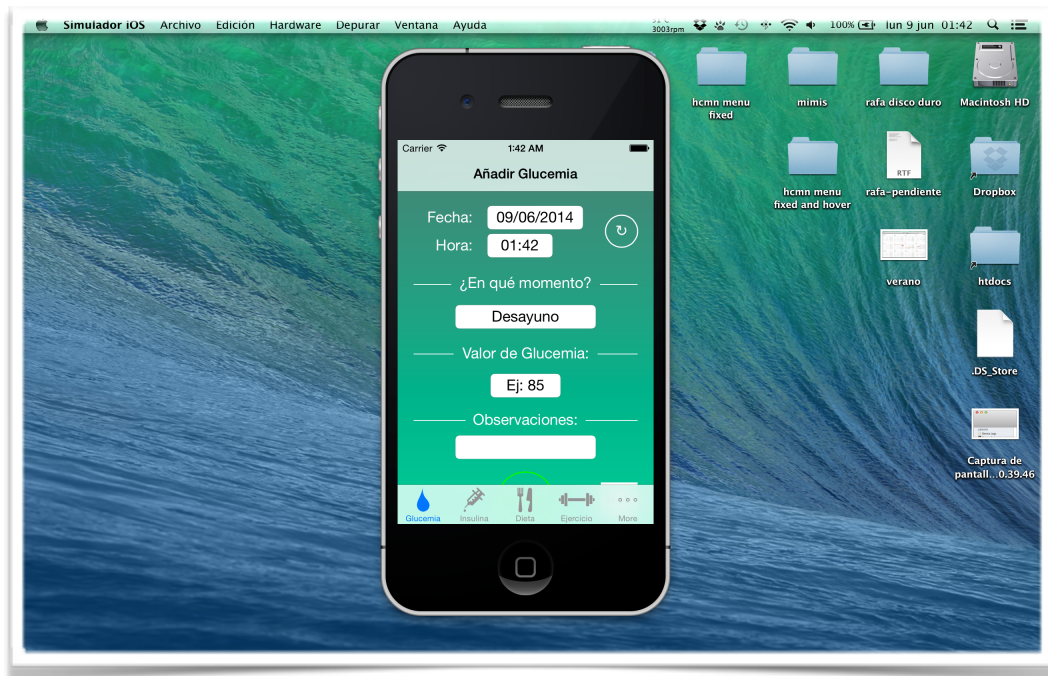 Simulador iOS Archivo Edición Hardware Depurar Ventana Ayuda
3003rpm 100% lun 9 jun 01:42
hcmn menu fixed
mimis
rafa disco duro
Macintosh HD
RTF
hcmn menu fixed and hover
rafa-pendiente
Dropbox
verano
htdocs
.DS_Store
Captura de pantall...0.39.46
Carrier 1:42 AM
Añadir Glucemia
Fecha: 09/06/2014
↻
Hora: 01:42
¿En qué momento?
Desayuno
Valor de Glucemia:
Ej: 85
Observaciones:
Glucemia Insulina Dieta Ejercicio More